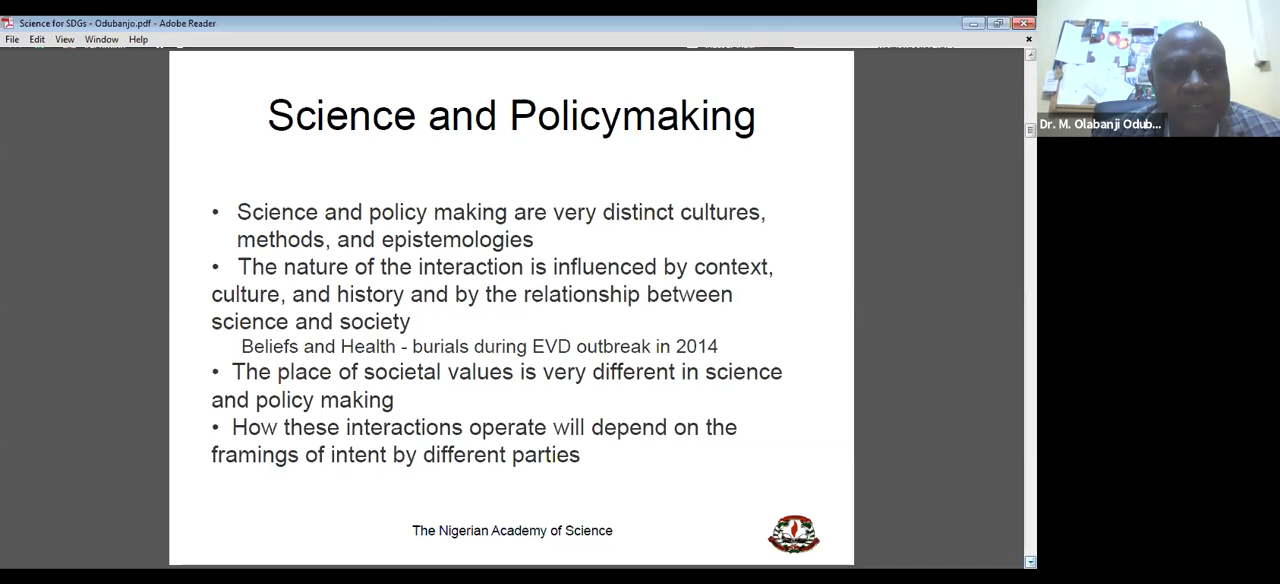 Science for SDGs - Odubanjo.pdf - Adobe Reader
File Edit View Window Help
Science and Policymaking
• Science and policy making are very distinct cultures,
methods, and epistemologies
• The nature of the interaction is influenced by context,
culture, and history and by the relationship between
science and society
Beliefs and Health - burials during EVD outbreak in 2014
• The place of societal values is very different in science
and policy making
• How these interactions operate will depend on the
framings of intent by different parties
The Nigerian Academy of Science
Dr. M. Olabanji Odub...